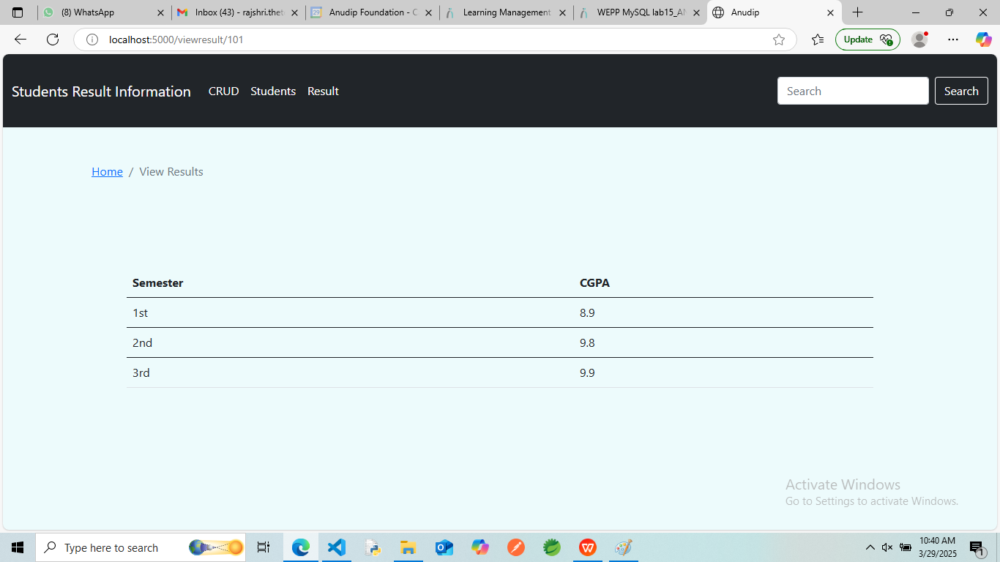 (8) WhatsApp
Inbox (43) - rajshri.thet
Anudip Foundation - C
Learning Management
WEPP MySQL lab15_AN
Anudip
localhost:5000/viewresult/101
Update
Students Result Information CRUD Students Result Search Search
Home / View Results
Semester CGPA
1st 8.9
2nd 9.8
3rd 9.9
Activate Windows
Go to Settings to activate Windows.
Type here to search
10:40 AM
3/29/2025
1